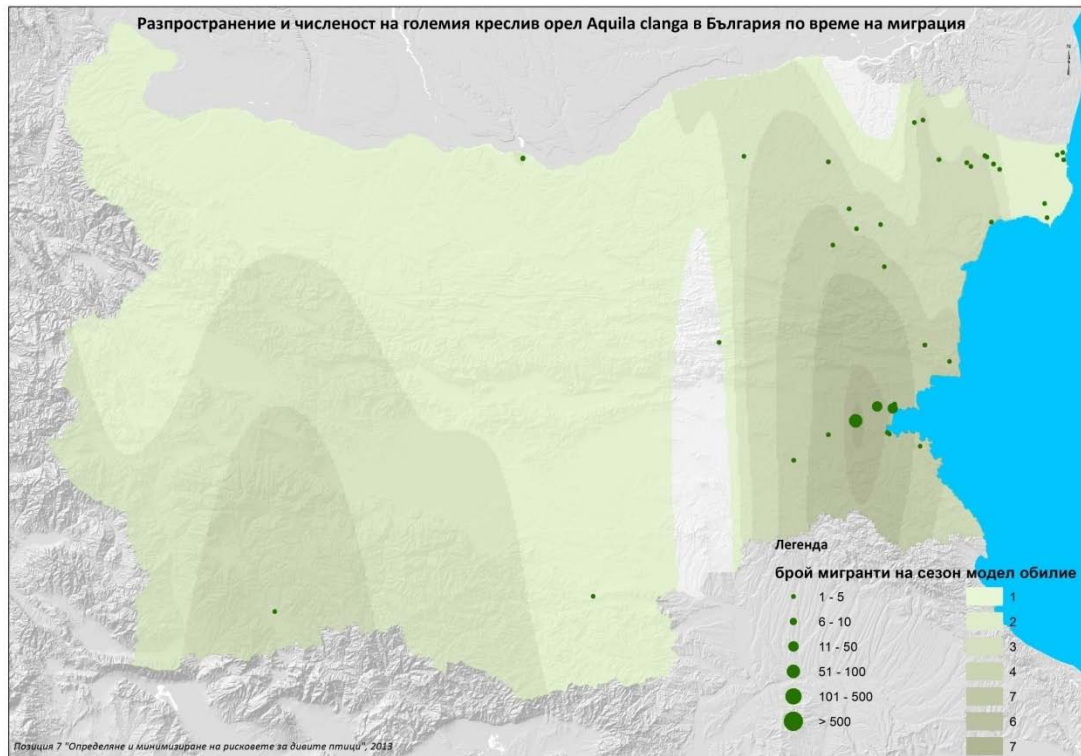 Разпространение и численост на големия креслив орел Aquila clanga в България по време на миграция
Легенда
брой мигранти на сезон модел обилие
1 - 5 1
6 - 10 2
11 - 50 3
51 - 100 4
101 - 500 7
> 500 6
7
Позиция 7 "Определяне и минимизиране на рисковете за дивите птици", 2013